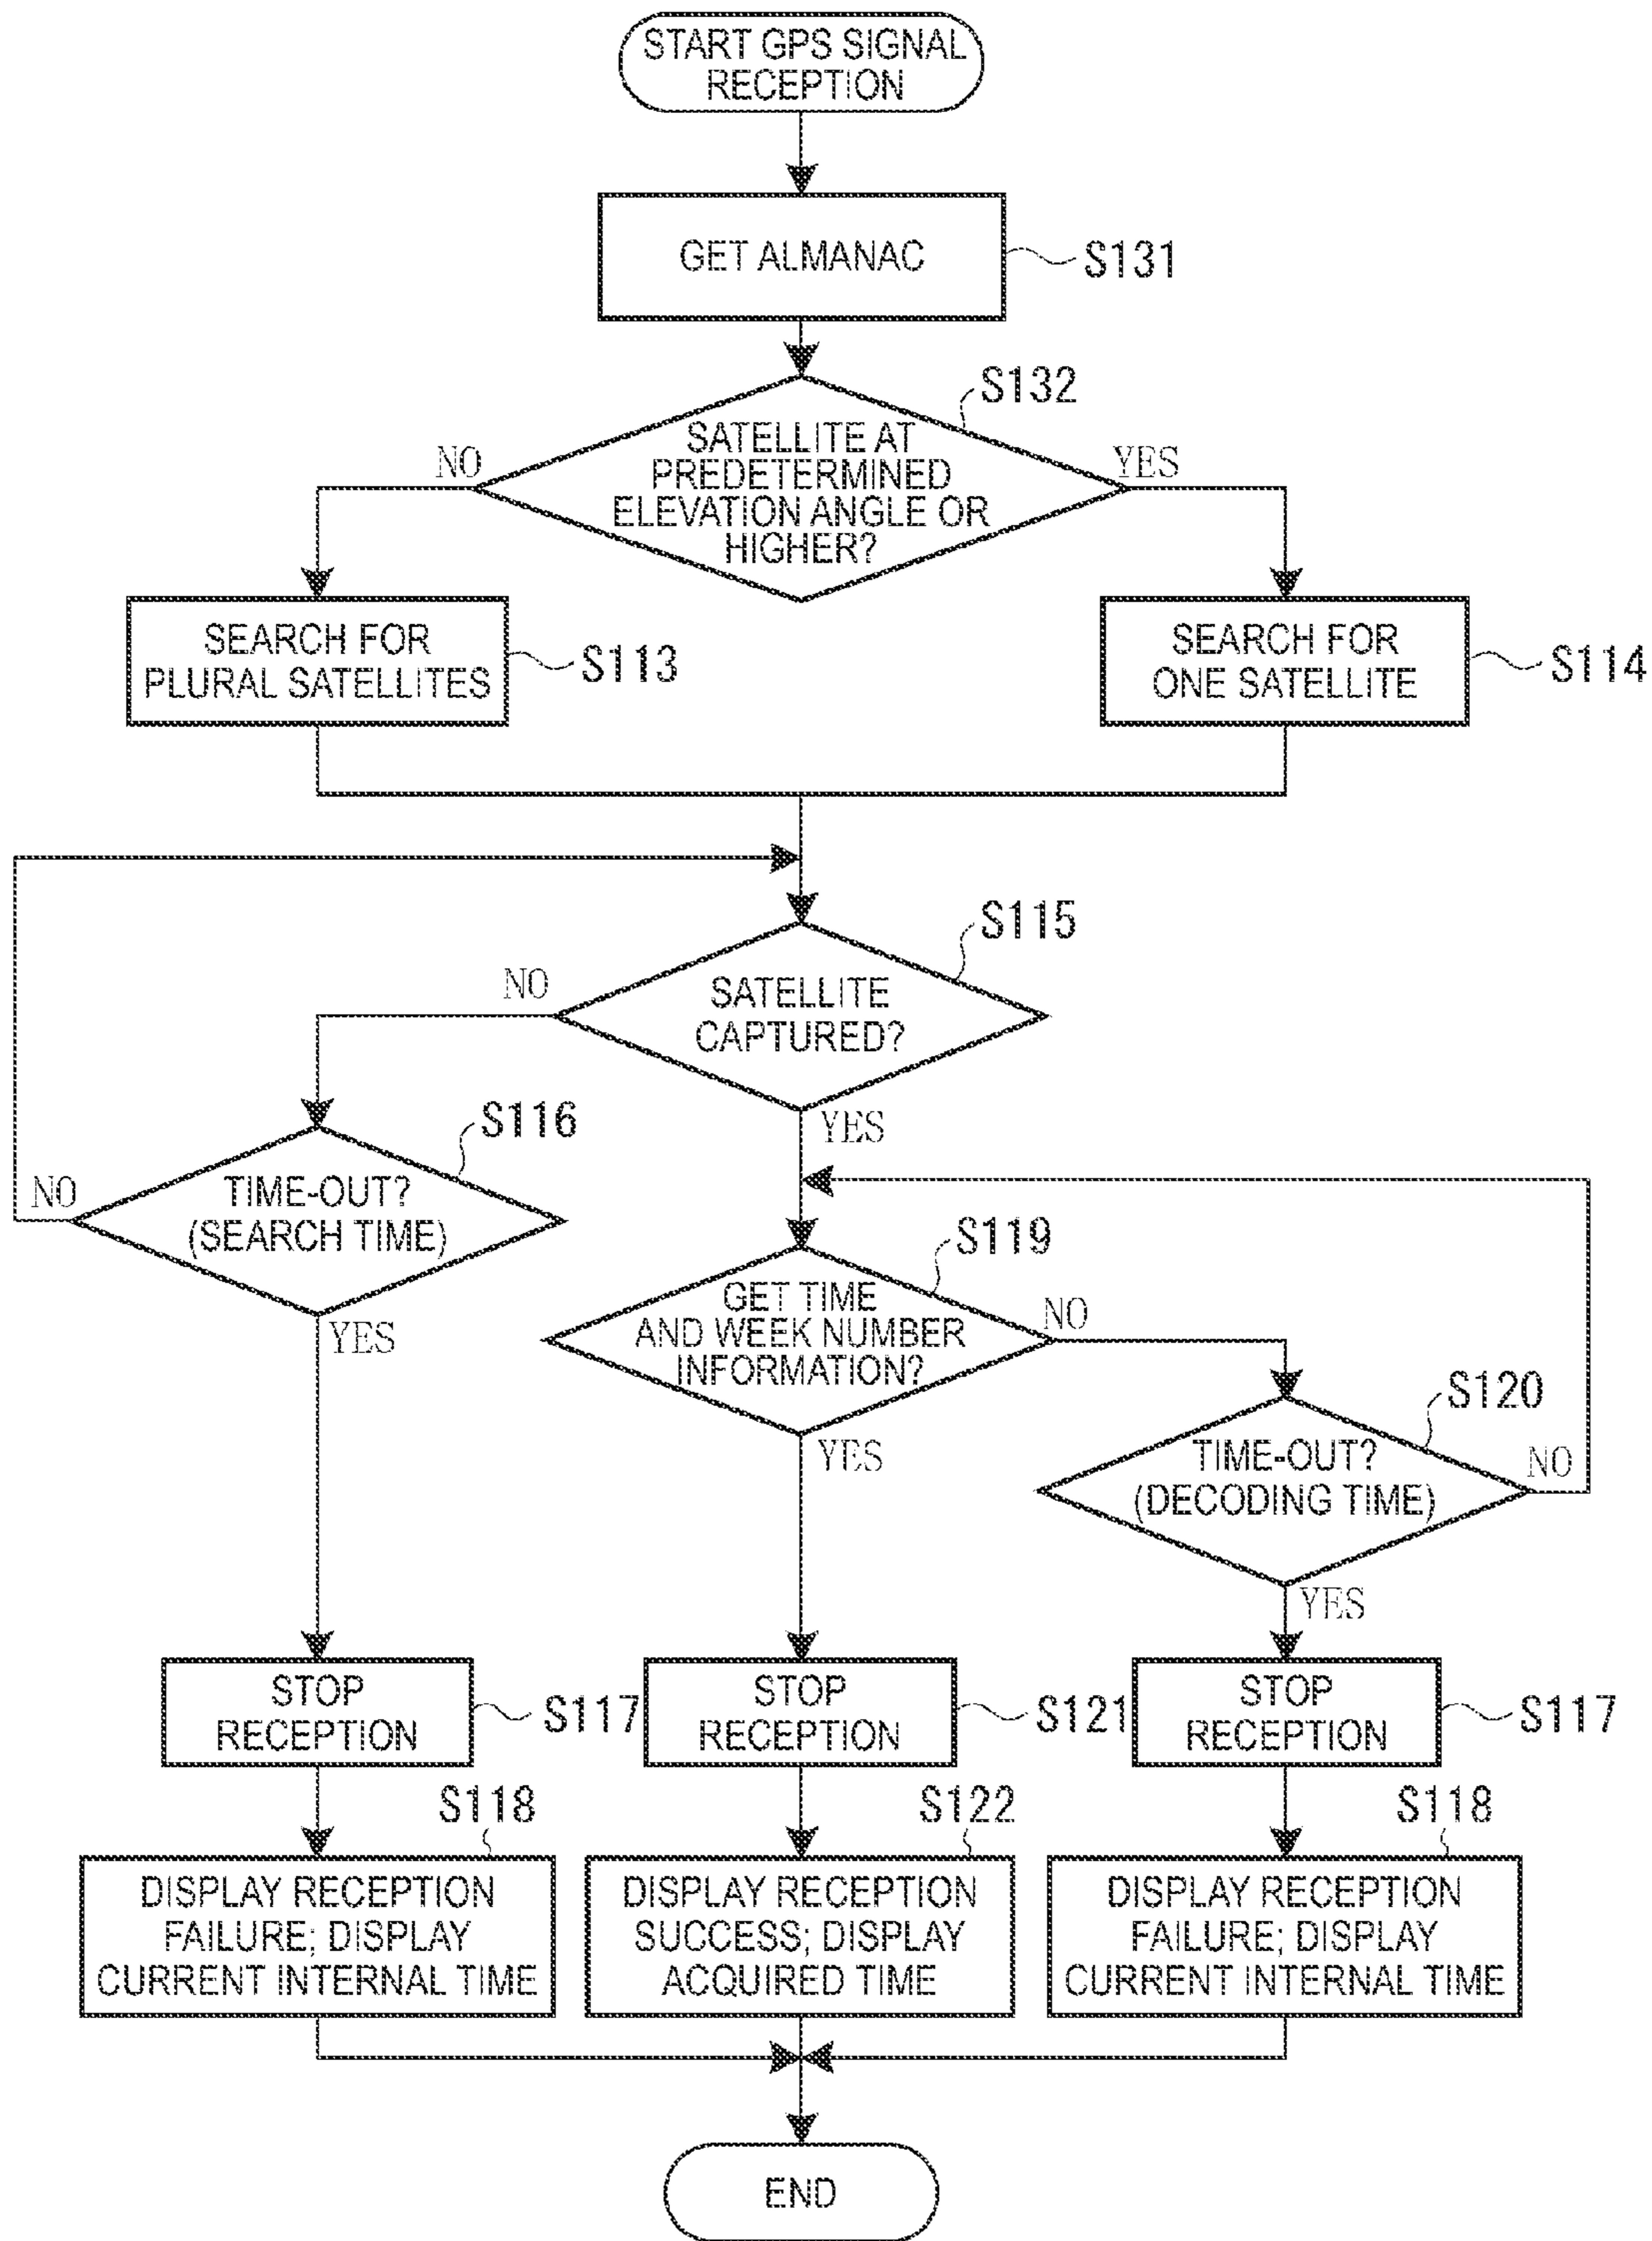 START GPS SIGNAL
RECEPTION
GET ALMANAC
S131
S132
SATELLITE AT
PREDETERMINED
ELEVATION ANGLE OR
HIGHER?
NO
YES
SEARCH FOR
PLURAL SATELLITES
S113
SEARCH FOR
ONE SATELLITE
S114
S115
SATELLITE
CAPTURED?
NO
YES
S116
TIME-OUT?
(SEARCH TIME)
NO
YES
S119
GET TIME
AND WEEK NUMBER
INFORMATION?
NO
YES
S120
TIME-OUT?
(DECODING TIME)
NO
YES
STOP
RECEPTION
S117
STOP
RECEPTION
S121
STOP
RECEPTION
S117
S118
DISPLAY RECEPTION
FAILURE; DISPLAY
CURRENT INTERNAL TIME
S122
DISPLAY RECEPTION
SUCCESS; DISPLAY
ACQUIRED TIME
S118
DISPLAY RECEPTION
FAILURE; DISPLAY
CURRENT INTERNAL TIME
END